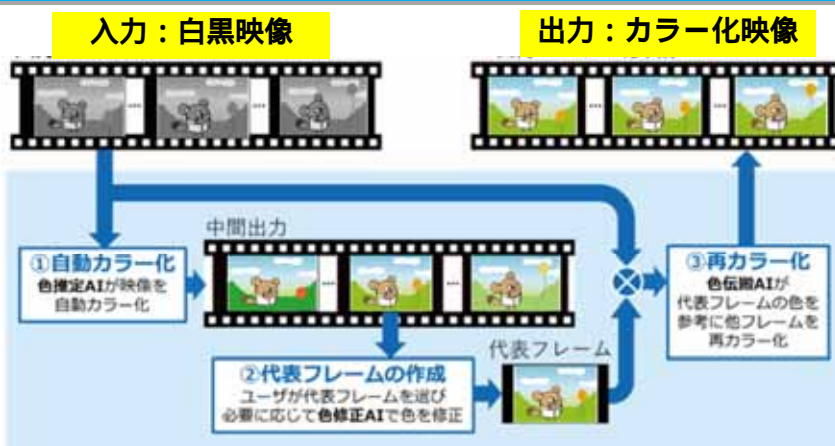 入力：白黒映像
出力：カラー化映像
中間出力
①自動カラー化
色推定AIが映像を
自動カラー化
…
…
②代表フレームの作成
ユーザが代表フレームを選び
必要に応じて色修正AIで色を修正
代表フレーム
③再カラー化
色伝搬AIが
代表フレームの色を
参考に他フレームを
再カラー化